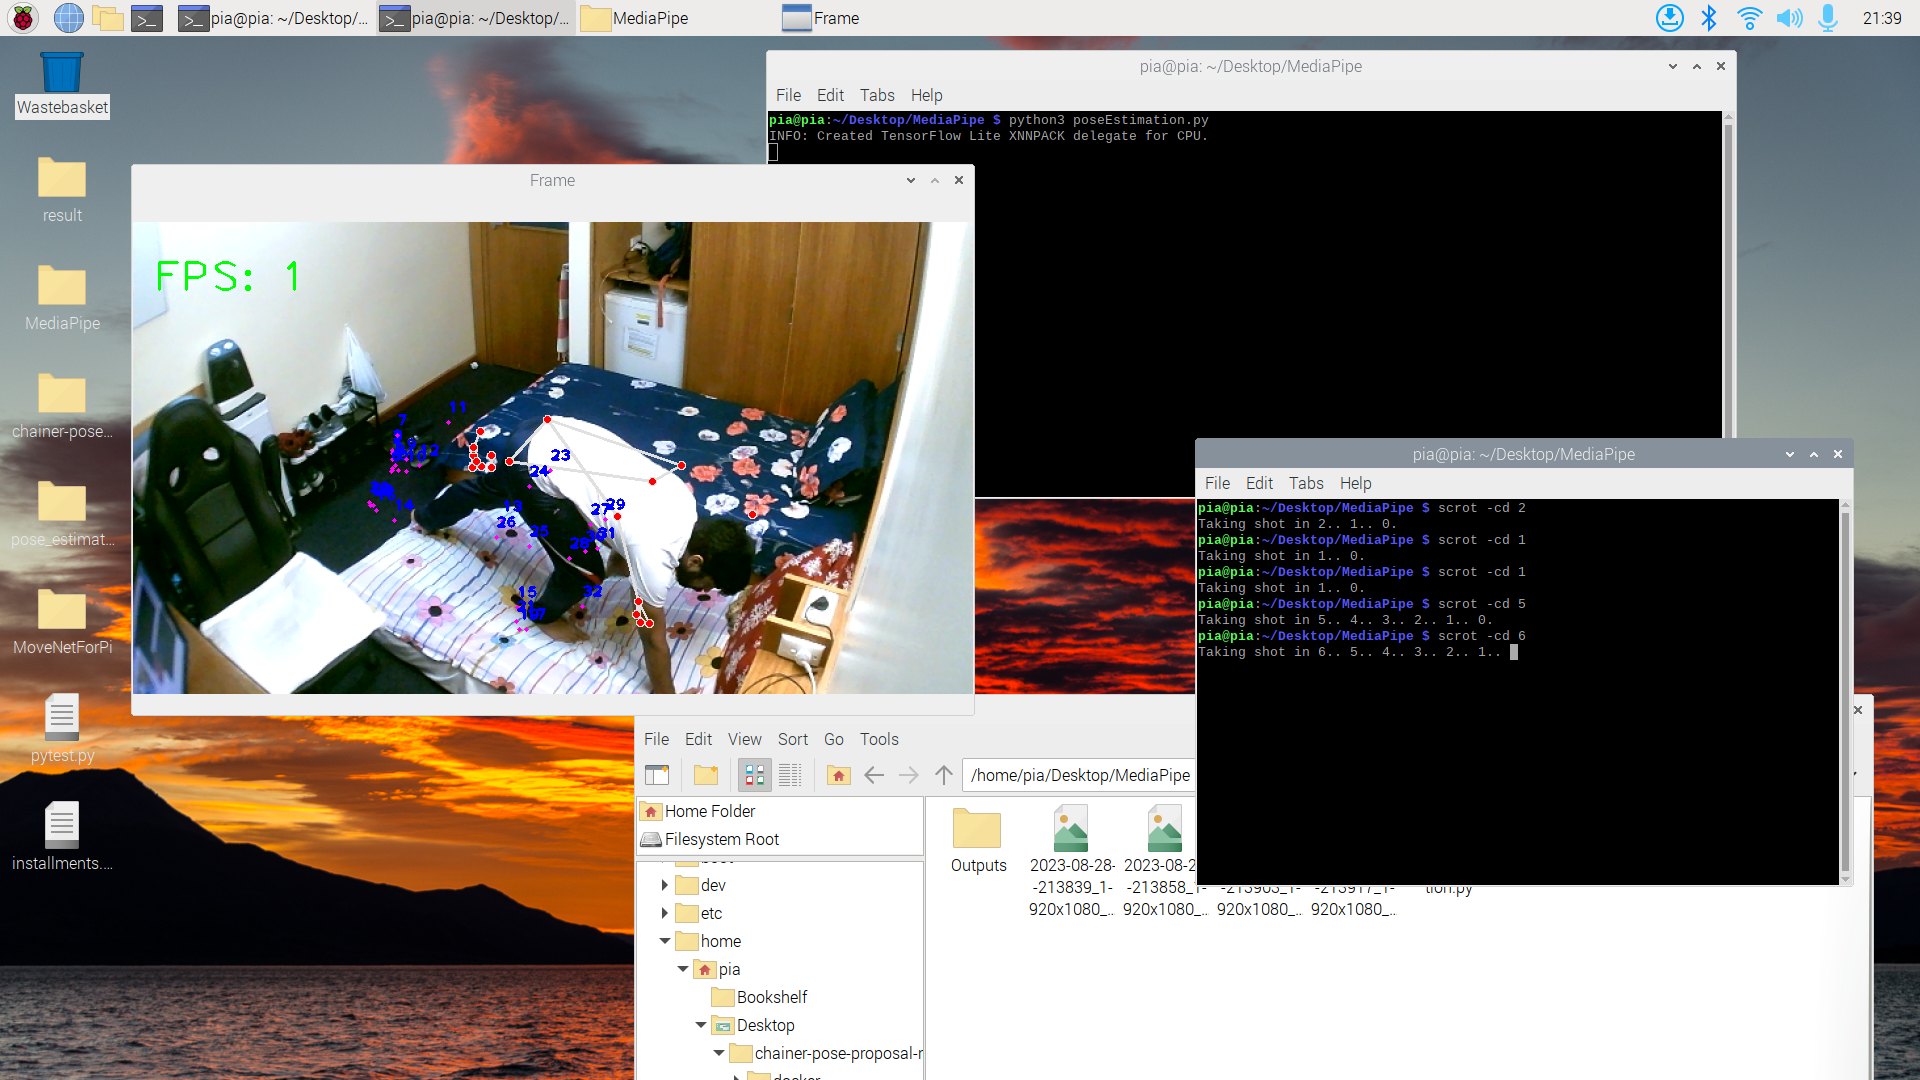 pia@pia: ~/Desktop/...
pia@pia: ~/Desktop/...
MediaPipe
Frame
21:39
Wastebasket
result
MediaPipe
chainer-pose...
pose_estimat...
MoveNetForPi
pytest.py
installments....
pia@pia: ~/Desktop/MediaPipe
File Edit Tabs Help
pia@pia:~/Desktop/MediaPipe $ python3 poseEstimation.py
INFO: Created TensorFlow Lite XNNPACK delegate for CPU.
Frame
FPS: 1
11
7
12
23
24
13
26
25
27
29
28
31
32
15
pia@pia: ~/Desktop/MediaPipe
File Edit Tabs Help
pia@pia:~/Desktop/MediaPipe $ scrot -cd 2
Taking shot in 2.. 1.. 0.
pia@pia:~/Desktop/MediaPipe $ scrot -cd 1
Taking shot in 1.. 0.
pia@pia:~/Desktop/MediaPipe $ scrot -cd 1
Taking shot in 1.. 0.
pia@pia:~/Desktop/MediaPipe $ scrot -cd 5
Taking shot in 5.. 4.. 3.. 2.. 1.. 0.
pia@pia:~/Desktop/MediaPipe $ scrot -cd 6
Taking shot in 6.. 5.. 4.. 3.. 2.. 1..
File Edit View Sort Go Tools
/home/pia/Desktop/MediaPipe
Home Folder
Filesystem Root
dev
etc
home
pia
Bookshelf
Desktop
chainer-pose-proposal-r
docker
Outputs
2023-08-28-
-213839_1-
920x1080_...
2023-08-2
-213858_1-
920x1080_...
-213903_1-
920x1080_...
-213917_1-
920x1080_...
tion.py